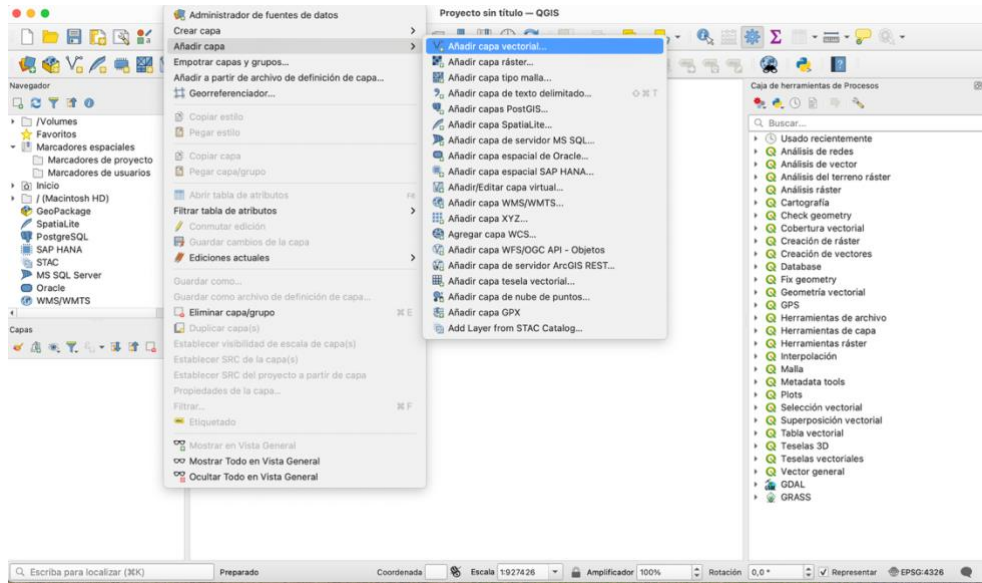 Proyecto sin título — QGIS
Administrador de fuentes de datos
Crear capa
Añadir capa
Empotrar capas y grupos...
Añadir a partir de archivo de definición de capa...
Georreferenciador...
Copiar estilo
Pegar estilo
Copiar capa
Pegar capa/grupo
Abrir tabla de atributos
Filtrar tabla de atributos
Conmutar edición
Guardar cambios de la capa
Ediciones actuales
Guardar como...
Guardar como archivo de definición de capa...
Eliminar capa/grupo ⌘ E
Duplicar capa(s)
Establecer visibilidad de escala de capa(s)
Establecer SRC de la capa(s)
Establecer SRC del proyecto a partir de capa
Propiedades de la capa...
Filtrar... ⌘ F
Etiquetado
Mostrar en Vista General
Mostrar Todo en Vista General
Ocultar Todo en Vista General
Añadir capa vectorial...
Añadir capa ráster...
Añadir capa tipo malla...
Añadir capa de texto delimitado... ⇧ ⌘ T
Añadir capas PostGIS...
Añadir capa SpatiaLite...
Añadir capa de servidor MS SQL...
Añadir capa espacial de Oracle...
Añadir capa espacial SAP HANA...
Añadir/Editar capa virtual...
Añadir capa WMS/WMTS...
Añadir capa XYZ...
Agregar capa WCS...
Añadir capa WFS/OGC API - Objetos
Añadir capa de servidor ArcGIS REST...
Añadir capa tesela vectorial...
Añadir capa de nube de puntos...
Añadir capa GPX
Add Layer from STAC Catalog...
Navegador
/Volumes
Favoritos
Marcadores espaciales
Marcadores de proyecto
Marcadores de usuarios
Inicio
/ (Macintosh HD)
GeoPackage
SpatiaLite
PostgreSQL
SAP HANA
STAC
MS SQL Server
Oracle
WMS/WMTS
Capas
Caja de herramientas de Procesos
Buscar...
Usado recientemente
Análisis de redes
Análisis de vector
Análisis del terreno ráster
Análisis ráster
Cartografía
Check geometry
Cobertura vectorial
Creación de ráster
Creación de vectores
Database
Fix geometry
Geometría vectorial
GPS
Herramientas de archivo
Herramientas de capa
Herramientas ráster
Interpolación
Malla
Metadata tools
Plots
Selección vectorial
Superposición vectorial
Tabla vectorial
Teselas 3D
Teselas vectoriales
Vector general
GDAL
GRASS
Escriba para localizar (⌘K) Preparado Coordenada Escala 1:927426 Amplificador 100% Rotación 0,0 ° Representar EPSG:4326